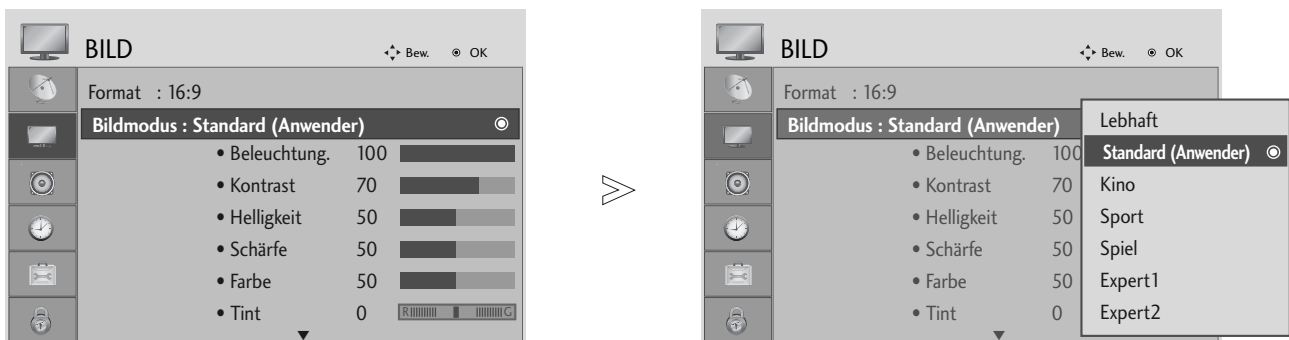 BILD
Bew. OK
Format : 16:9
Bildmodus : Standard (Anwender)
• Beleuchtung. 100
• Kontrast 70
• Helligkeit 50
• Schärfe 50
• Farbe 50
• Tint 0 R G
BILD
Bew. OK
Format : 16:9
Bildmodus : Standard (Anwender)
• Beleuchtung. 100
• Kontrast 70
• Helligkeit 50
• Schärfe 50
• Farbe 50
• Tint 0
Lebhaft
Standard (Anwender)
Kino
Sport
Spiel
Expert1
Expert2